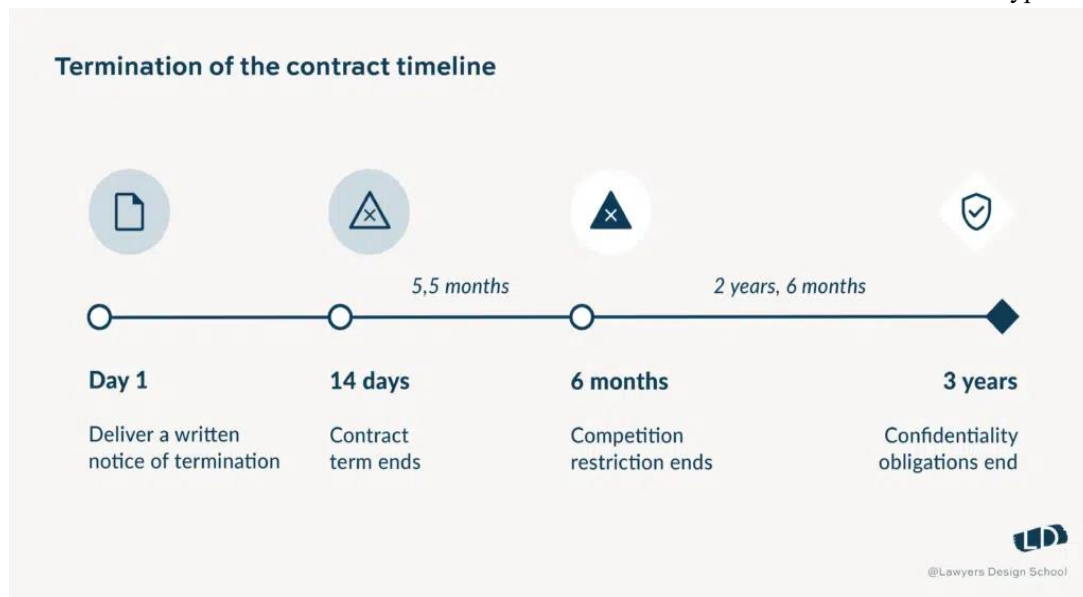 Termination of the contract timeline
5,5 months
2 years, 6 months
Day 1
14 days
6 months
3 years
Deliver a written
notice of termination
Contract
term ends
Competition
restriction ends
Confidentiality
obligations end
LD
@Lawyers Design School